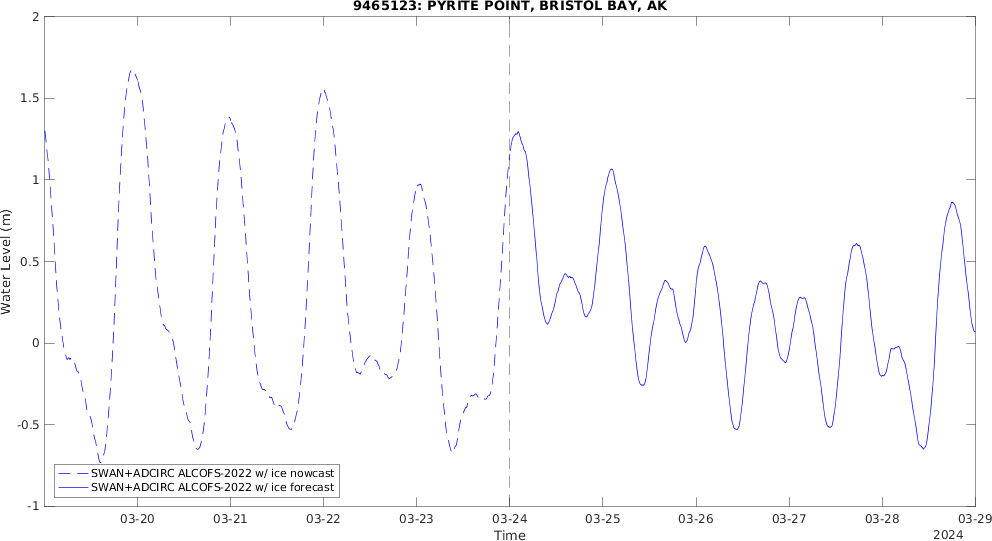 9465123: PYRITE POINT, BRISTOL BAY, AK
2
1.5
1
0.5
0
-0.5
-1
Water Level (m)
SWAN+ADCIRC ALCOFS-2022 w/ ice nowcast
SWAN+ADCIRC ALCOFS-2022 w/ ice forecast
03-20 03-21 03-22 03-23 03-24 03-25 03-26 03-27 03-28 03-29
Time
2024